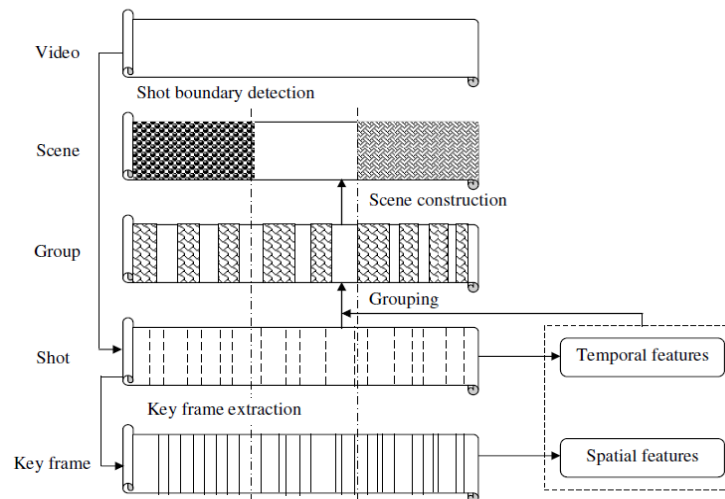 Video
Shot boundary detection
Scene
Scene construction
Group
Grouping
Shot
Temporal features
Key frame extraction
Key frame
Spatial features